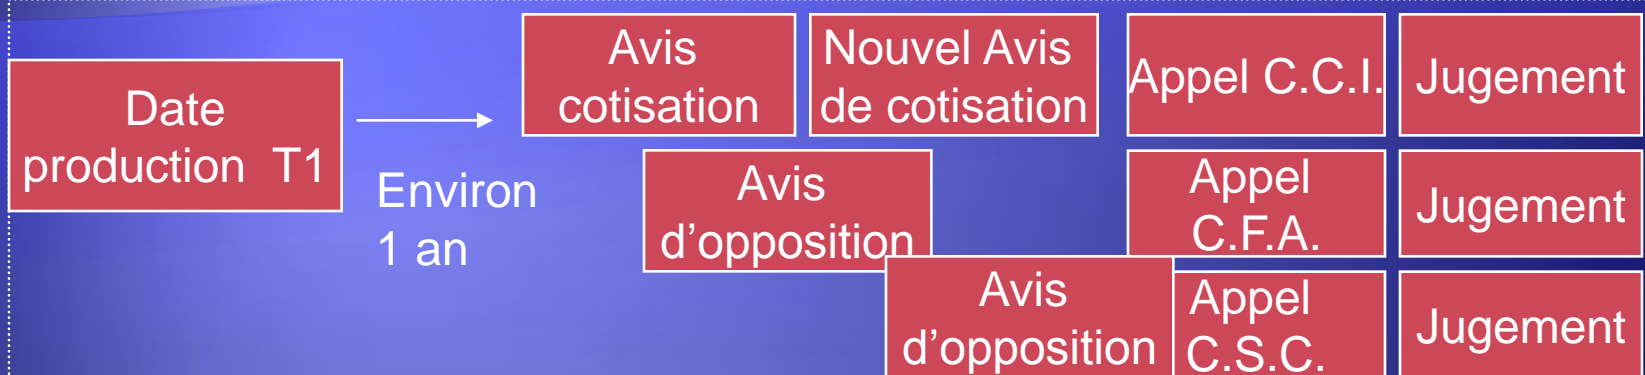 Date
production T1
Environ
1 an
Avis
cotisation
Nouvel Avis
de cotisation
Appel C.C.I.
Jugement
Avis
d'opposition
Appel
C.F.A.
Jugement
Avis
d'opposition
Appel
C.S.C.
Jugement